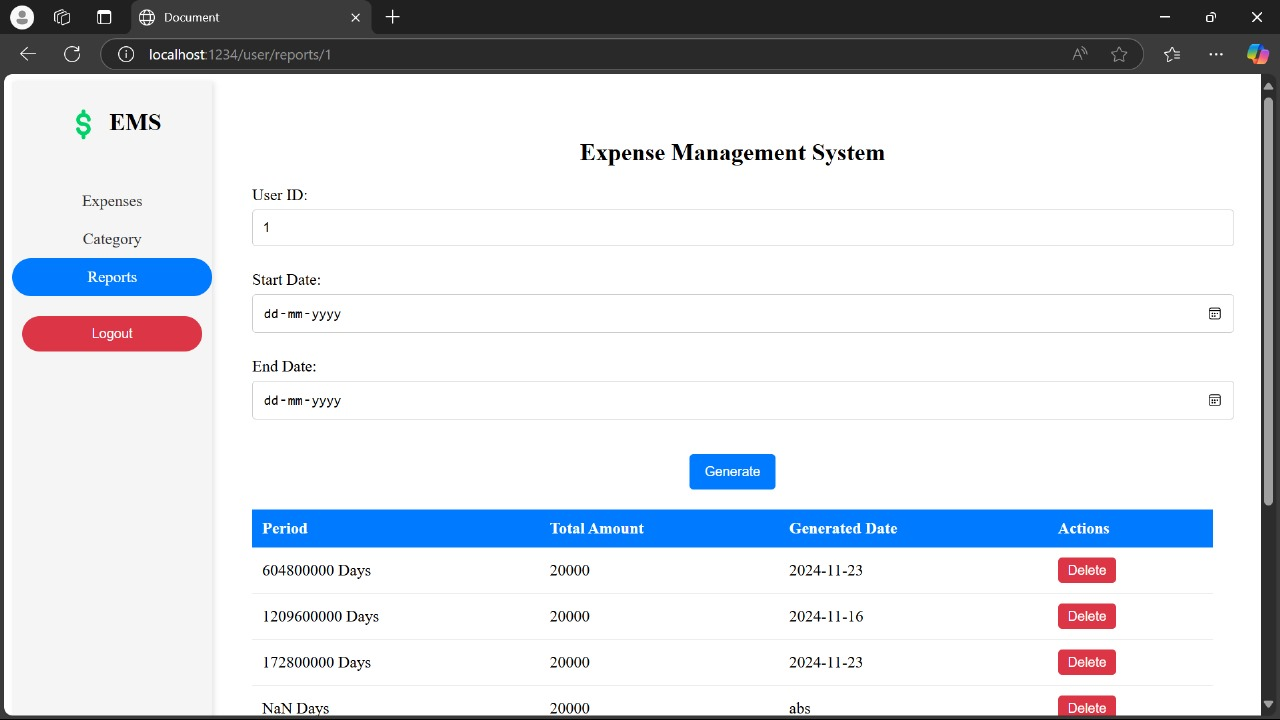 Document
localhost:1234/user/reports/1
EMS
Expenses
Category
Reports
Logout
Expense Management System
User ID:
1
Start Date:
dd-mm-yyyy
End Date:
dd-mm-yyyy
Generate
Period Total Amount Generated Date Actions
604800000 Days 20000 2024-11-23 Delete
1209600000 Days 20000 2024-11-16 Delete
172800000 Days 20000 2024-11-23 Delete
NaN Days 20000 abs Delete